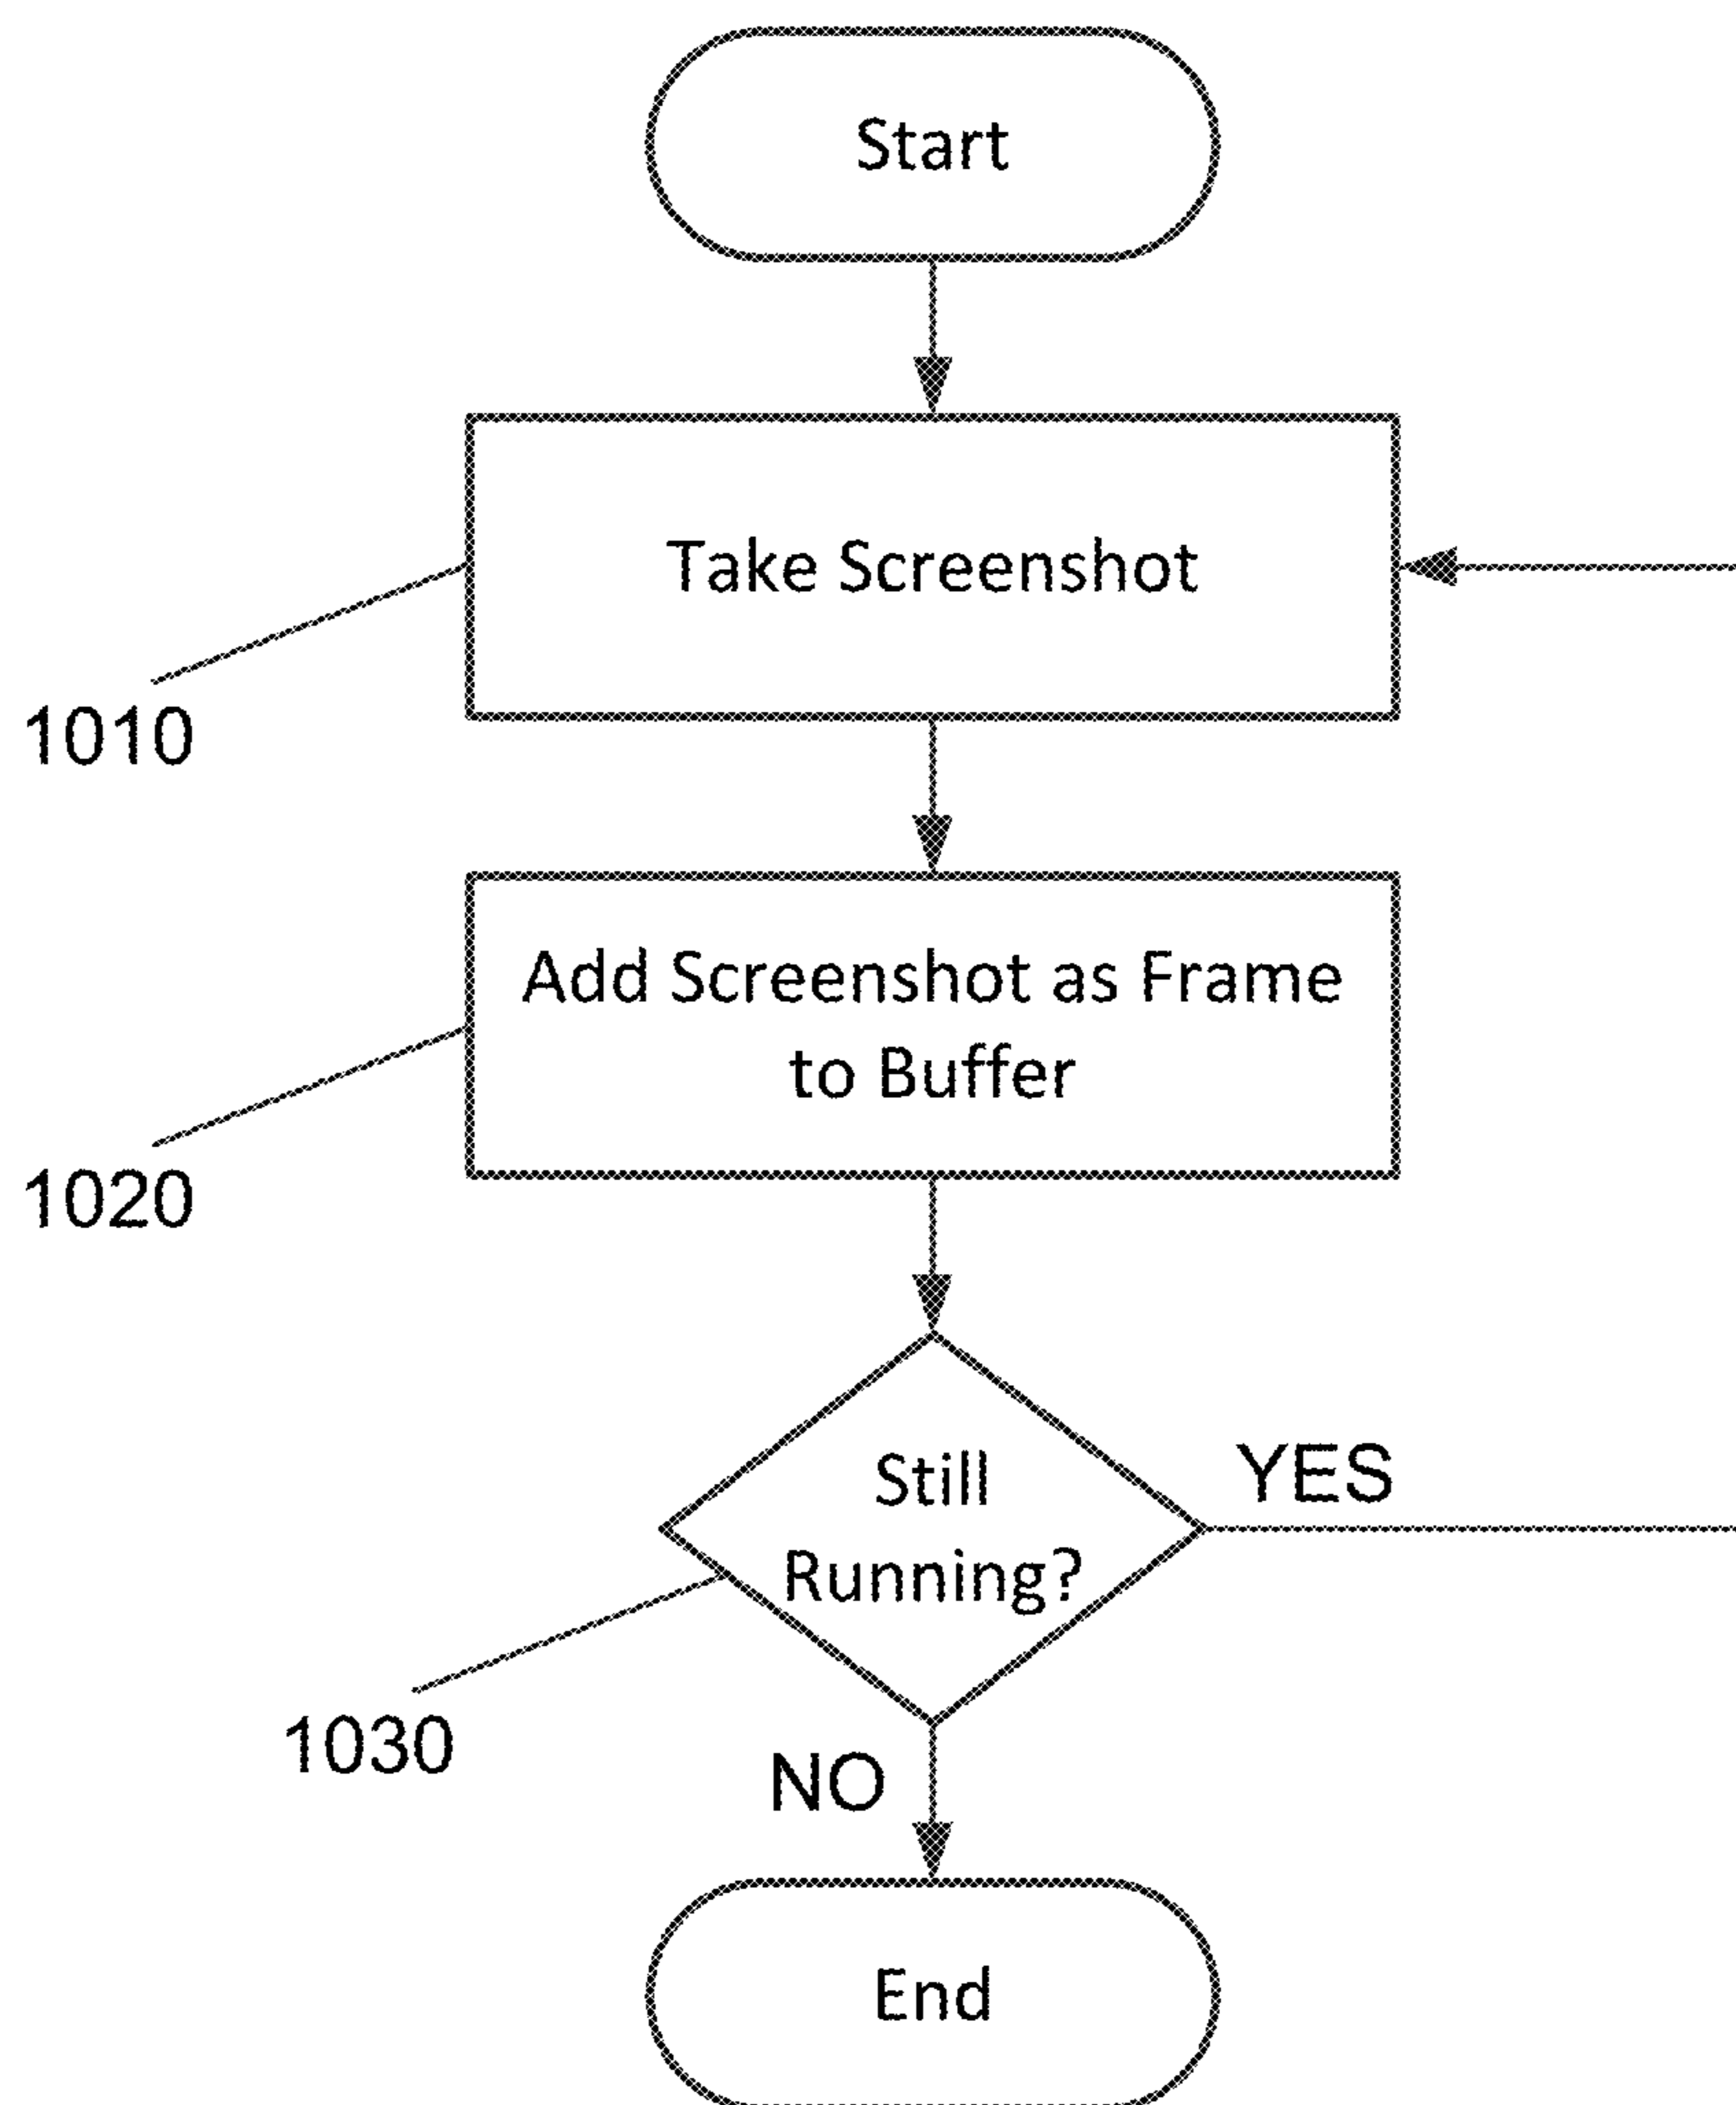 Start
Take Screenshot
1010
Add Screenshot as Frame
to Buffer
1020
Still
Running?
YES
1030
NO
End